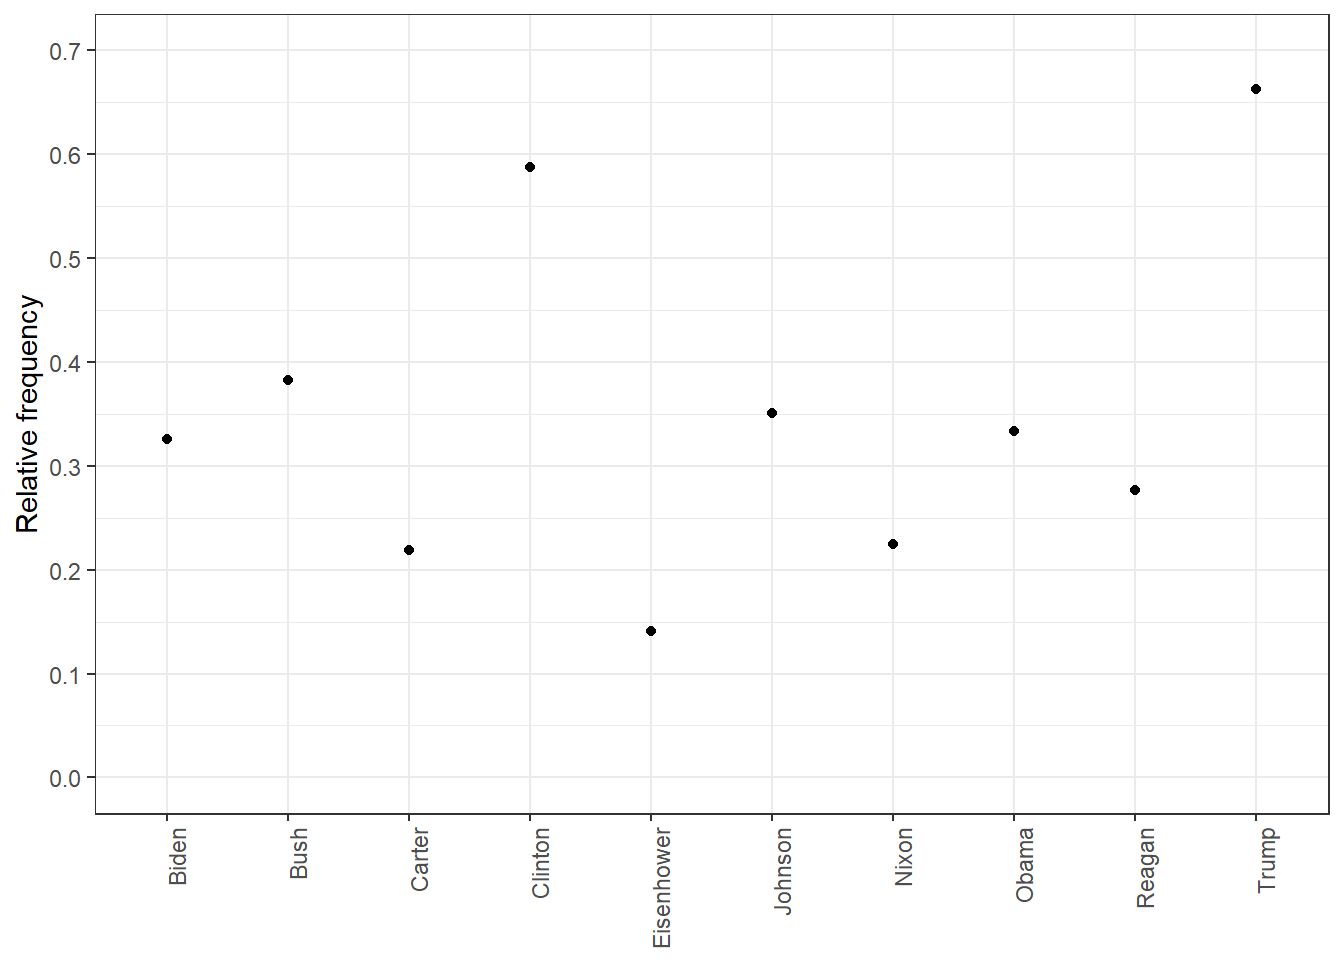 0.7
0.6
0.5
0.4
0.3
0.2
0.1
0.0
Relative frequency
Biden
Bush
Carter
Clinton
Eisenhower
Johnson
Nixon
Obama
Reagan
Trump